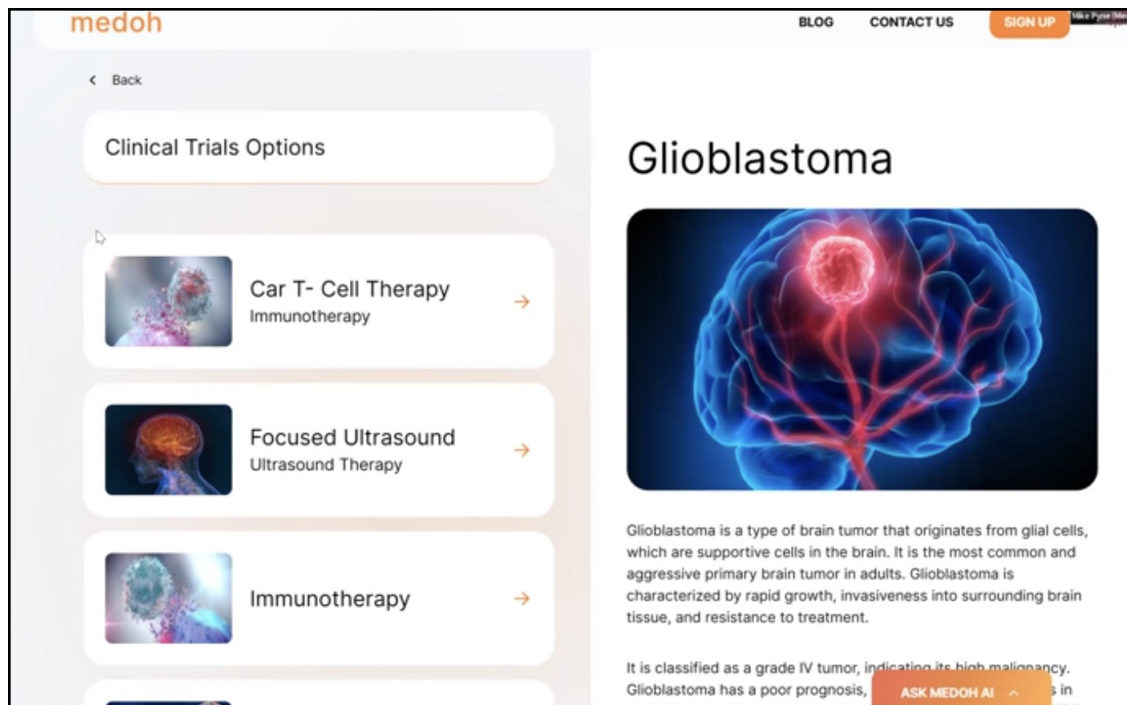 medoh
BLOG
CONTACT US
SIGN UP
Mike Pyne (Me
Back
Clinical Trials Options
Car T- Cell Therapy
Immunotherapy
Focused Ultrasound
Ultrasound Therapy
Immunotherapy
Glioblastoma
Glioblastoma is a type of brain tumor that originates from glial cells,
which are supportive cells in the brain. It is the most common and
aggressive primary brain tumor in adults. Glioblastoma is
characterized by rapid growth, invasiveness into surrounding brain
tissue, and resistance to treatment.
It is classified as a grade IV tumor, indicating its high malignancy.
Glioblastoma has a poor prognosis,
s in
ASK MEDOH AI